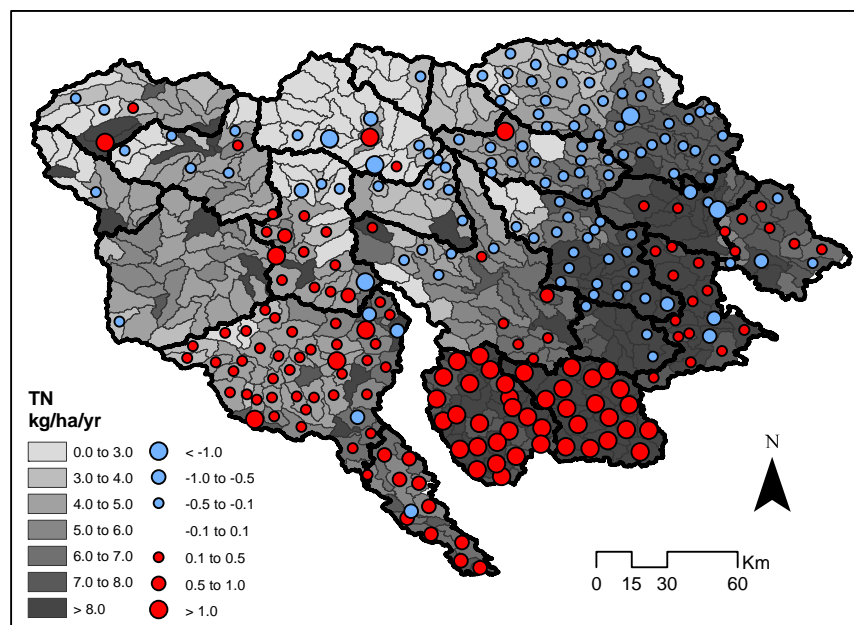 TN
kg/ha/yr
0.0 to 3.0 < -1.0
3.0 to 4.0 -1.0 to -0.5
4.0 to 5.0 -0.5 to -0.1
5.0 to 6.0 -0.1 to 0.1
6.0 to 7.0 0.1 to 0.5
7.0 to 8.0 0.5 to 1.0
> 8.0 > 1.0
N
Km
0 15 30 60